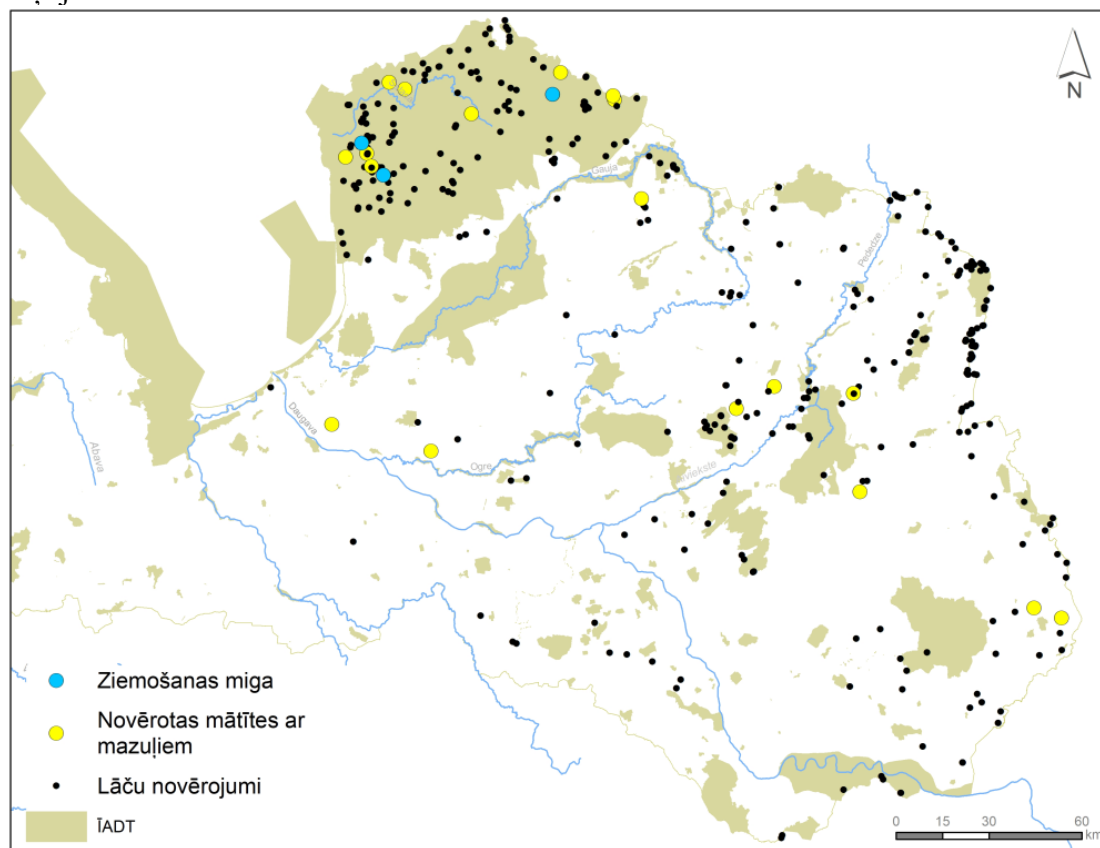 N
Gauja
Pededze
Daugava
Abava
Ogre
Ziemošanas miga
Novērotas mātītes ar
mazuļiem
Lāču novērojumi
ĪADT
0 15 30 60
km